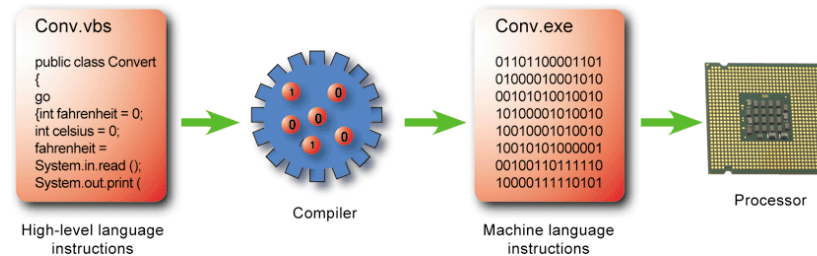 Conv.vbs
public class Convert
{
go
{int fahrenheit = 0;
int celsius = 0;
fahrenheit =
System.in.read ();
System.out.print (
High-level language
instructions
1
0
0
0
0
1
Compiler
Conv.exe
01101100001101
01000010001010
00101010010010
10100001010010
10010001010010
10010101000001
00100110111110
10000111110101
Machine language
instructions
Processor